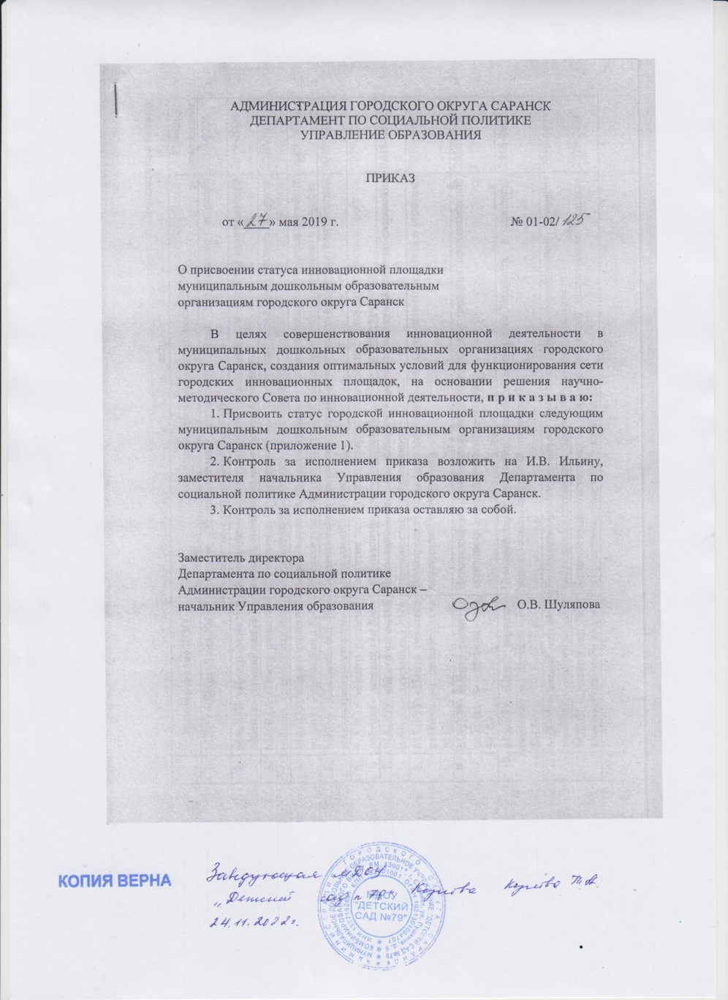 АДМИНИСТРАЦИЯ ГОРОДСКОГО ОКРУГА САРАНСК
ДЕПАРТАМЕНТ ПО СОЦИАЛЬНОЙ ПОЛИТИКЕ
УПРАВЛЕНИЕ ОБРАЗОВАНИЯ
ПРИКАЗ
от «27» мая 2019 г. № 01-02/125
О присвоении статуса инновационной площадки
муниципальным дошкольным образовательным
организациям городского округа Саранск
В целях совершенствования инновационной деятельности в
муниципальных дошкольных образовательных организациях городского
округа Саранск, создания оптимальных условий для функционирования сети
городских инновационных площадок, на основании решения научно-
методического Совета по инновационной деятельности, п р и к а з ы в а ю:
1. Присвоить статус городской инновационной площадки следующим
муниципальным дошкольным образовательным организациям городского
округа Саранск (приложение 1).
2. Контроль за исполнением приказа возложить на И.В. Ильину,
заместителя начальника Управления образования Департамента по
социальной политике Администрации городского округа Саранск.
3. Контроль за исполнением приказа оставляю за собой.
Заместитель директора
Департамента по социальной политике
Администрации городского округа Саранск –
начальник Управления образования О.В. Шуляпова
КОПИЯ ВЕРНА
Заведующая МДОУ
„Детский сад n 79"
24.11.2022г.
МДОУ
"ДЕТСКИЙ
САД №79"